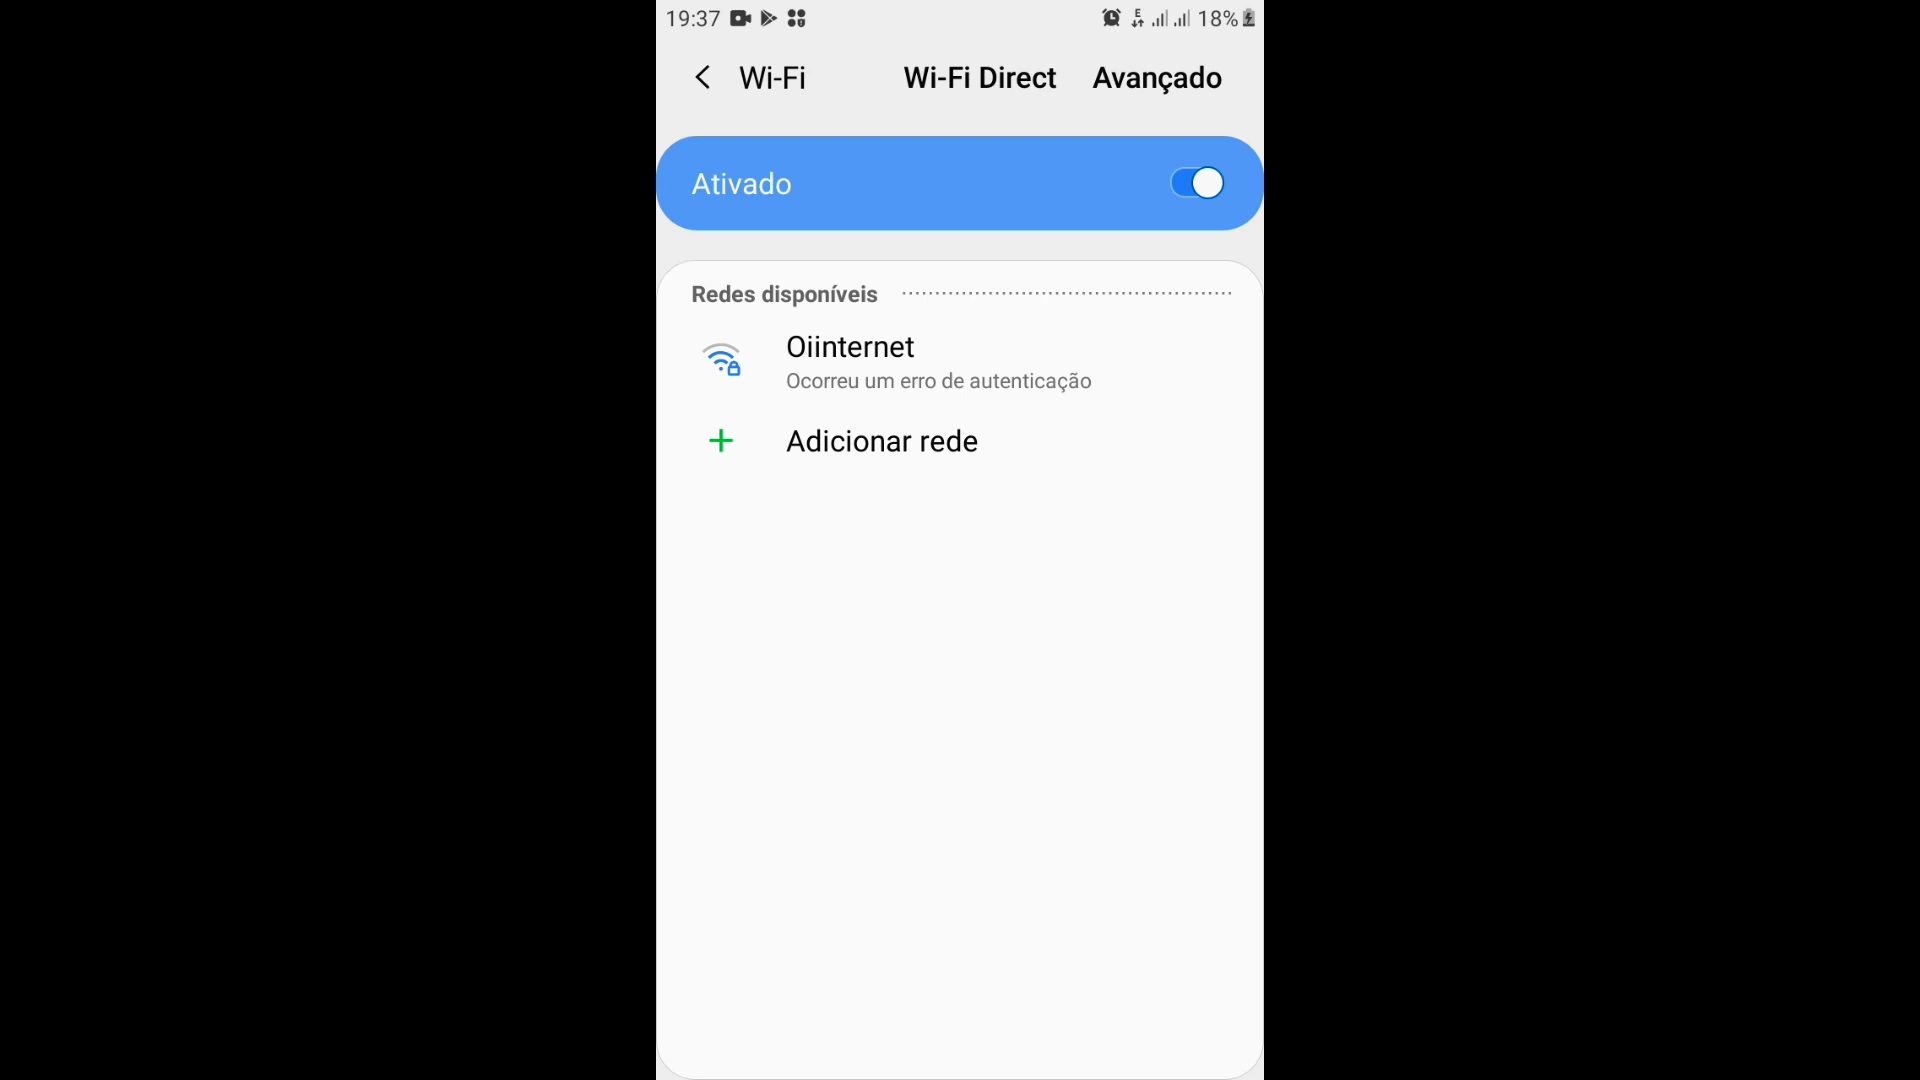 19:37 E 18%
Wi-Fi Wi-Fi Direct Avançado
Ativado
Redes disponíveis
Oiinternet
Ocorreu um erro de autenticação
Adicionar rede